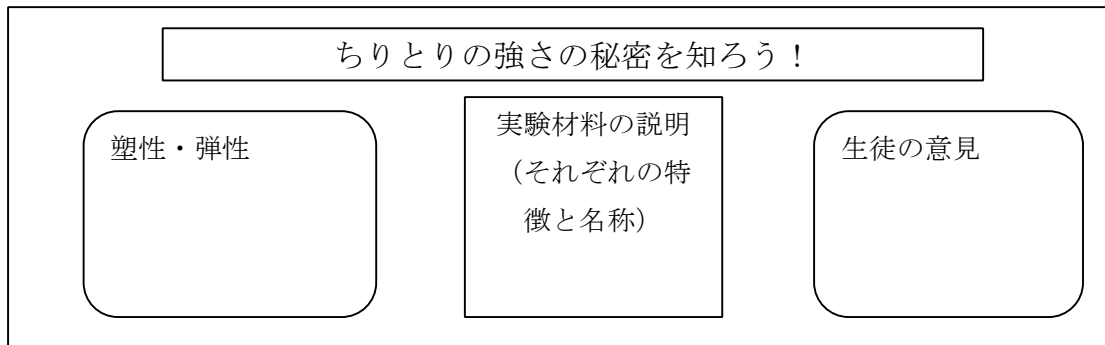 ちりとりの強さの秘密を知ろう！
塑性・弾性
実験材料の説明
（それぞれの特
徴と名称）
生徒の意見